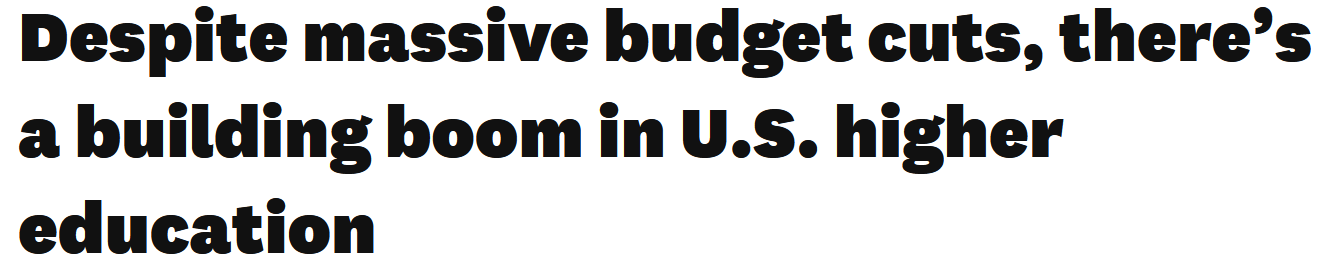 Despite massive budget cuts, there’s
a building boom in U.S. higher
education